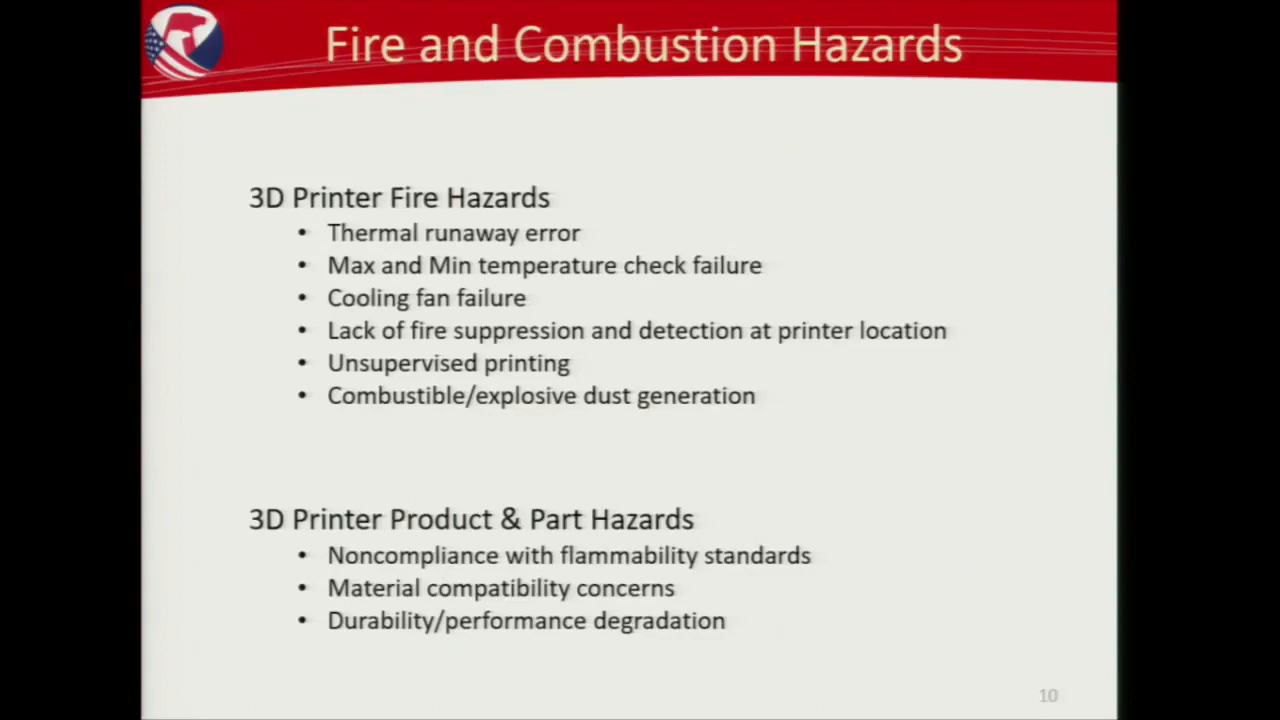 Fire and Combustion Hazards
3D Printer Fire Hazards
• Thermal runaway error
• Max and Min temperature check failure
• Cooling fan failure
• Lack of fire suppression and detection at printer location
• Unsupervised printing
• Combustible/explosive dust generation
3D Printer Product & Part Hazards
• Noncompliance with flammability standards
• Material compatibility concerns
• Durability/performance degradation
10